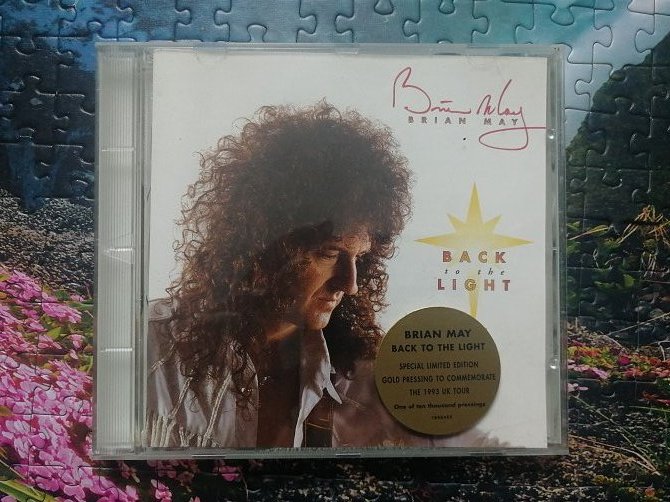 Brian May
BRIAN MAY
BACK
to the
LIGHT
BRIAN MAY
BACK TO THE LIGHT
SPECIAL LIMITED EDITION
GOLD PRESSING TO COMMEMORATE
THE 1993 UK TOUR
One of ten thousand pressings